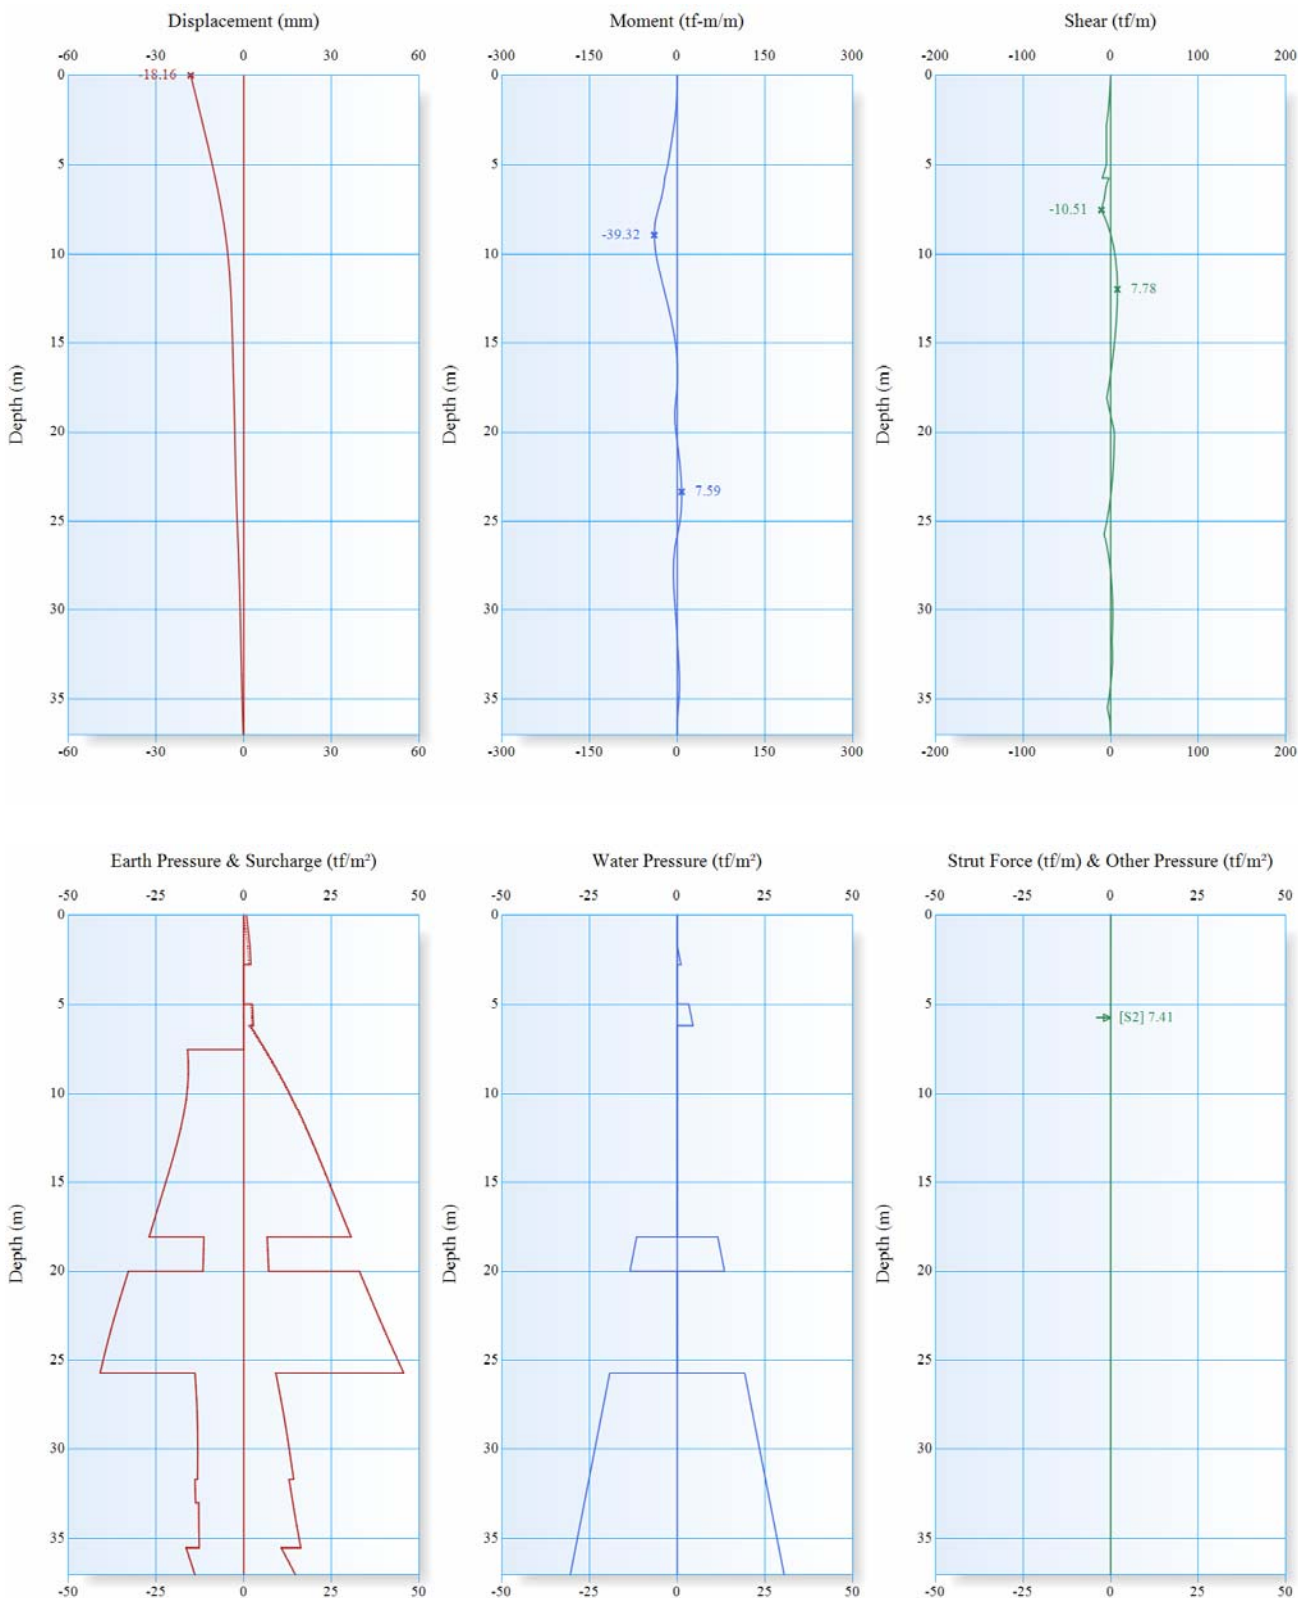 Displacement (mm)
-60 -30 0 30 60
0
5
10
15
20
25
30
35
Depth (m)
-18.16
-60 -30 0 30 60
Moment (tf-m/m)
-300 -150 0 150 300
0
5
10
15
20
25
30
35
Depth (m)
-39.32
7.59
-300 -150 0 150 300
Shear (tf/m)
-200 -100 0 100 200
0
5
10
15
20
25
30
35
Depth (m)
-10.51
7.78
-200 -100 0 100 200
Earth Pressure & Surcharge (tf/m²)
-50 -25 0 25 50
0
5
10
15
20
25
30
35
Depth (m)
-50 -25 0 25 50
Water Pressure (tf/m²)
-50 -25 0 25 50
0
5
10
15
20
25
30
35
Depth (m)
-50 -25 0 25 50
Strut Force (tf/m) & Other Pressure (tf/m²)
-50 -25 0 25 50
0
5
10
15
20
25
30
35
Depth (m)
[S2] 7.41
-50 -25 0 25 50